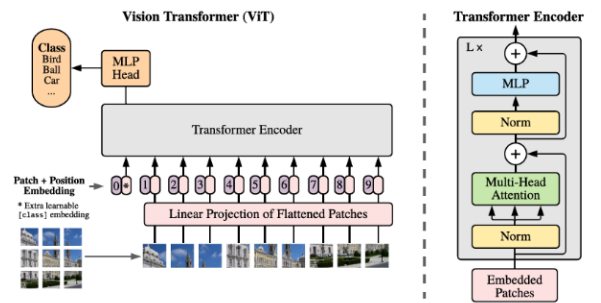 Vision Transformer (ViT)
Class
Bird
Ball
Car
...
MLP
Head
Transformer Encoder
Patch + Position
Embedding
* Extra learnable
[class] embedding
0 * 1 2 3 4 5 6 7 8 9
Linear Projection of Flattened Patches
Transformer Encoder
L x
+
MLP
Norm
+
Multi-Head
Attention
Norm
Embedded
Patches